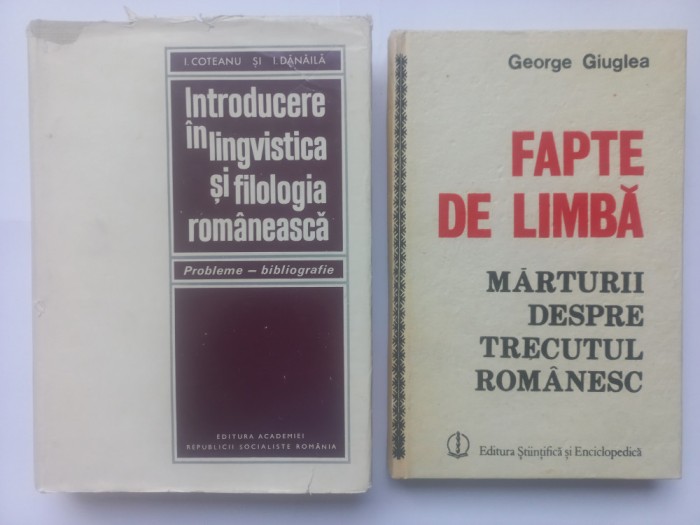 I. COTEANU ȘI I. DĂNĂILĂ
Introducere
în lingvistica
și filologia
românească
Probleme – bibliografie
EDITURA ACADEMIEI
REPUBLICII SOCIALISTE ROMÂNIA
George Giuglea
FAPTE
DE LIMBĂ
MĂRTURII
DESPRE
TRECUTUL
ROMÂNESC
Editura Științifică și Enciclopedică